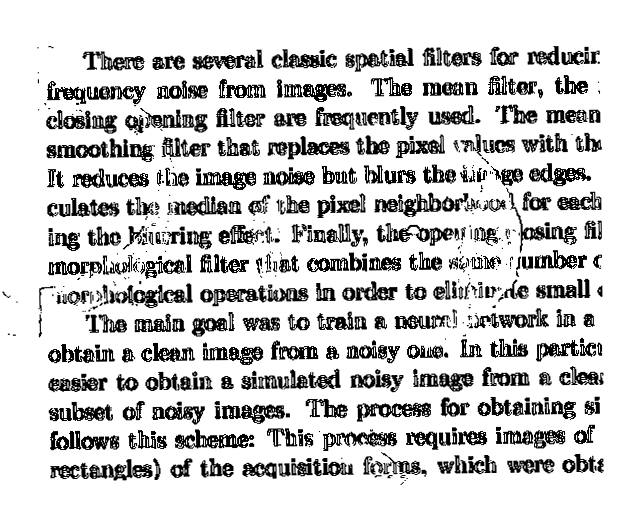 There are several classic spatial filters for reducin
frequency noise from images. The mean filter, the
closing opening filter are frequently used. The mean
smoothing filter that replaces the pixel values with the
It reduces the image noise but blurs the image edges.
culates the median of the pixel neighborhood for each
ing the blurring effect. Finally, the opening closing fil
morphological filter that combines the same number o
morphological operations in order to eliminate small
The main goal was to train a neural network in a
obtain a clean image from a noisy one. In this particu
easier to obtain a simulated noisy image from a clean
subset of noisy images. The process for obtaining si
follows this scheme: This process requires images of
rectangles) of the acquisition forms, which were obta